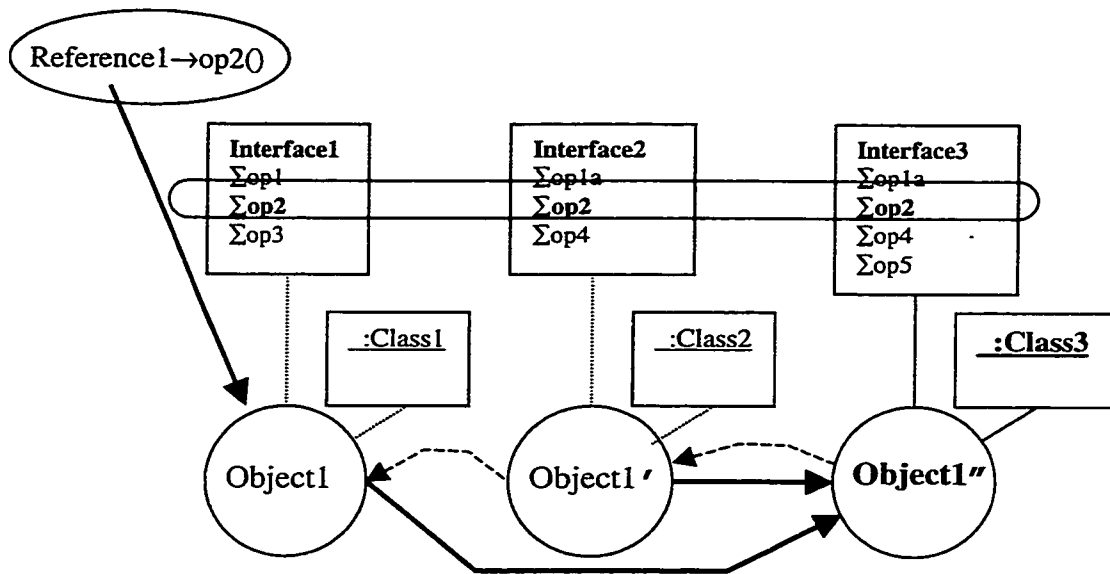 Reference1→op2()
Interface1
∑op1
∑op2
∑op3
Interface2
∑op1a
∑op2
∑op4
Interface3
∑op1a
∑op2
∑op4
∑op5
:Class1
:Class2
:Class3
Object1
Object1′
Object1″